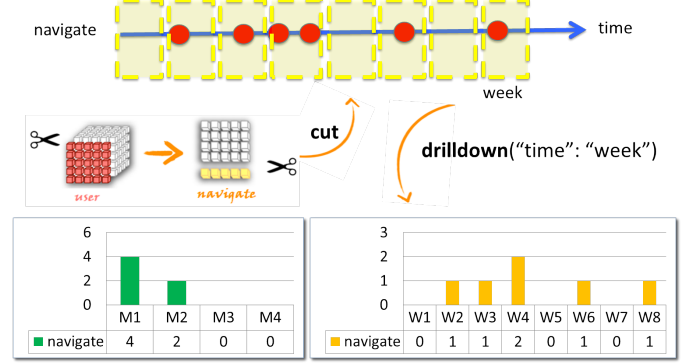 navigate
time
week
cut
drilldown(“time”: “week”)
user
navigate
6
4
2
0
M1 M2 M3 M4
navigate 4 2 0 0
3
2
1
0
W1 W2 W3 W4 W5 W6 W7 W8
navigate 0 1 1 2 0 1 0 1